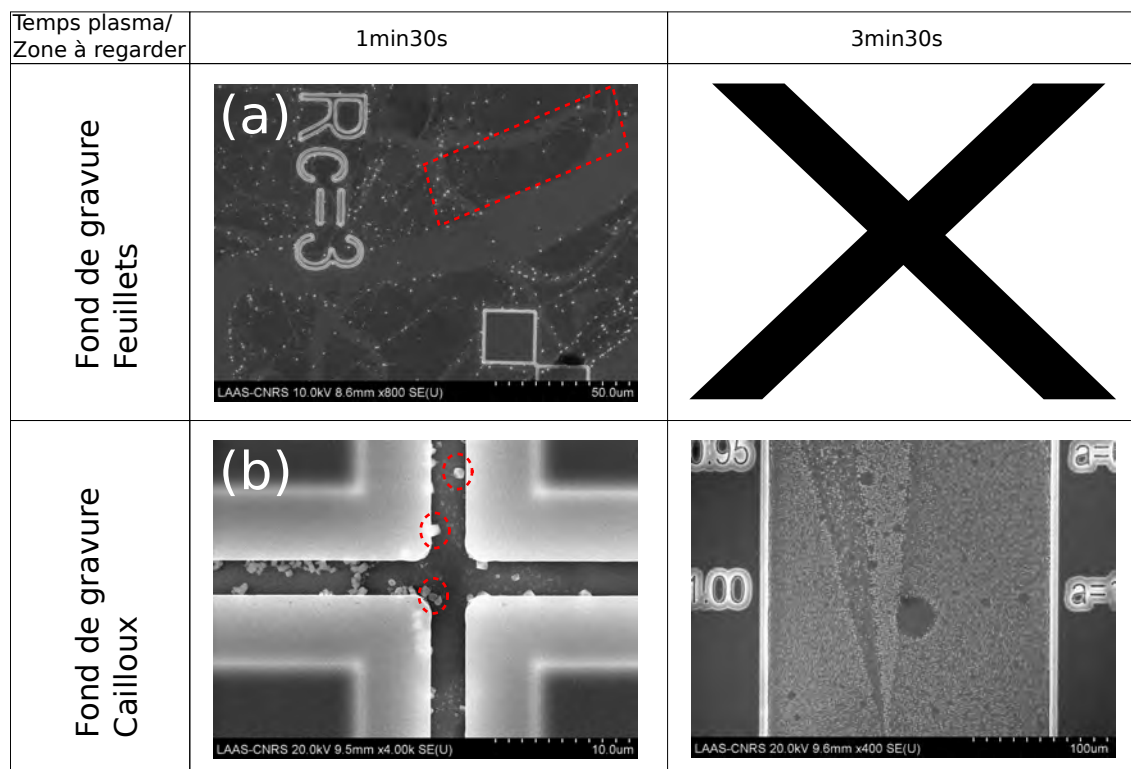 Temps plasma/
Zone à regarder
1min30s
3min30s
Fond de gravure
Feuillets
(a)
RC=3
LAAS-CNRS 10.0kV 8.6mm x800 SE(U)
50.0um
Fond de gravure
Cailloux
(b)
LAAS-CNRS 20.0kV 9.5mm x4.00k SE(U)
10.0um
0.95
a=
1.00
a=
LAAS-CNRS 20.0kV 9.6mm x400 SE(U)
100um